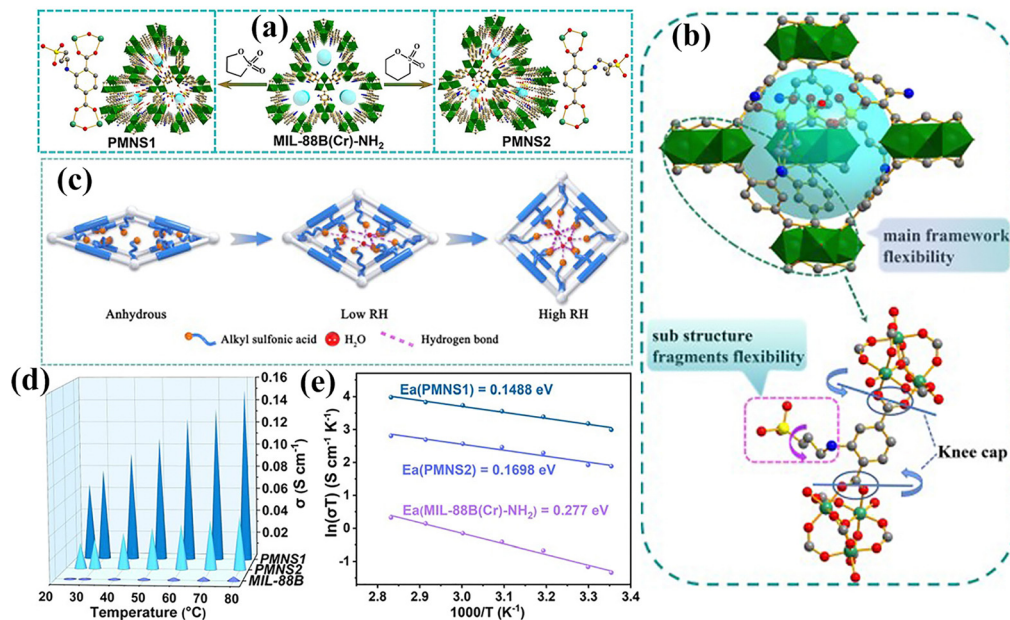 (a)
O
S
O
O
O
S
O
O
PMNS1
MIL-88B(Cr)-NH₂
PMNS2
(b)
main framework
flexibility
sub structure
fragments flexibility
Knee cap
(c)
Anhydrous
Low RH
High RH
Alkyl sulfonic acid
H₂O
Hydrogen bond
(d)
0.16
0.14
0.12
0.10
0.08
0.06
0.04
0.02
σ (S cm⁻¹)
PMNS1
PMNS2
MIL-88B
20 30 40 50 60 70 80
Temperature (°C)
(e)
Ea(PMNS1) = 0.1488 eV
Ea(PMNS2) = 0.1698 eV
Ea(MIL-88B(Cr)-NH₂) = 0.277 eV
4
3
2
1
0
-1
ln(σT) (S cm⁻¹ K⁻¹)
2.8 2.9 3.0 3.1 3.2 3.3 3.4
1000/T (K⁻¹)